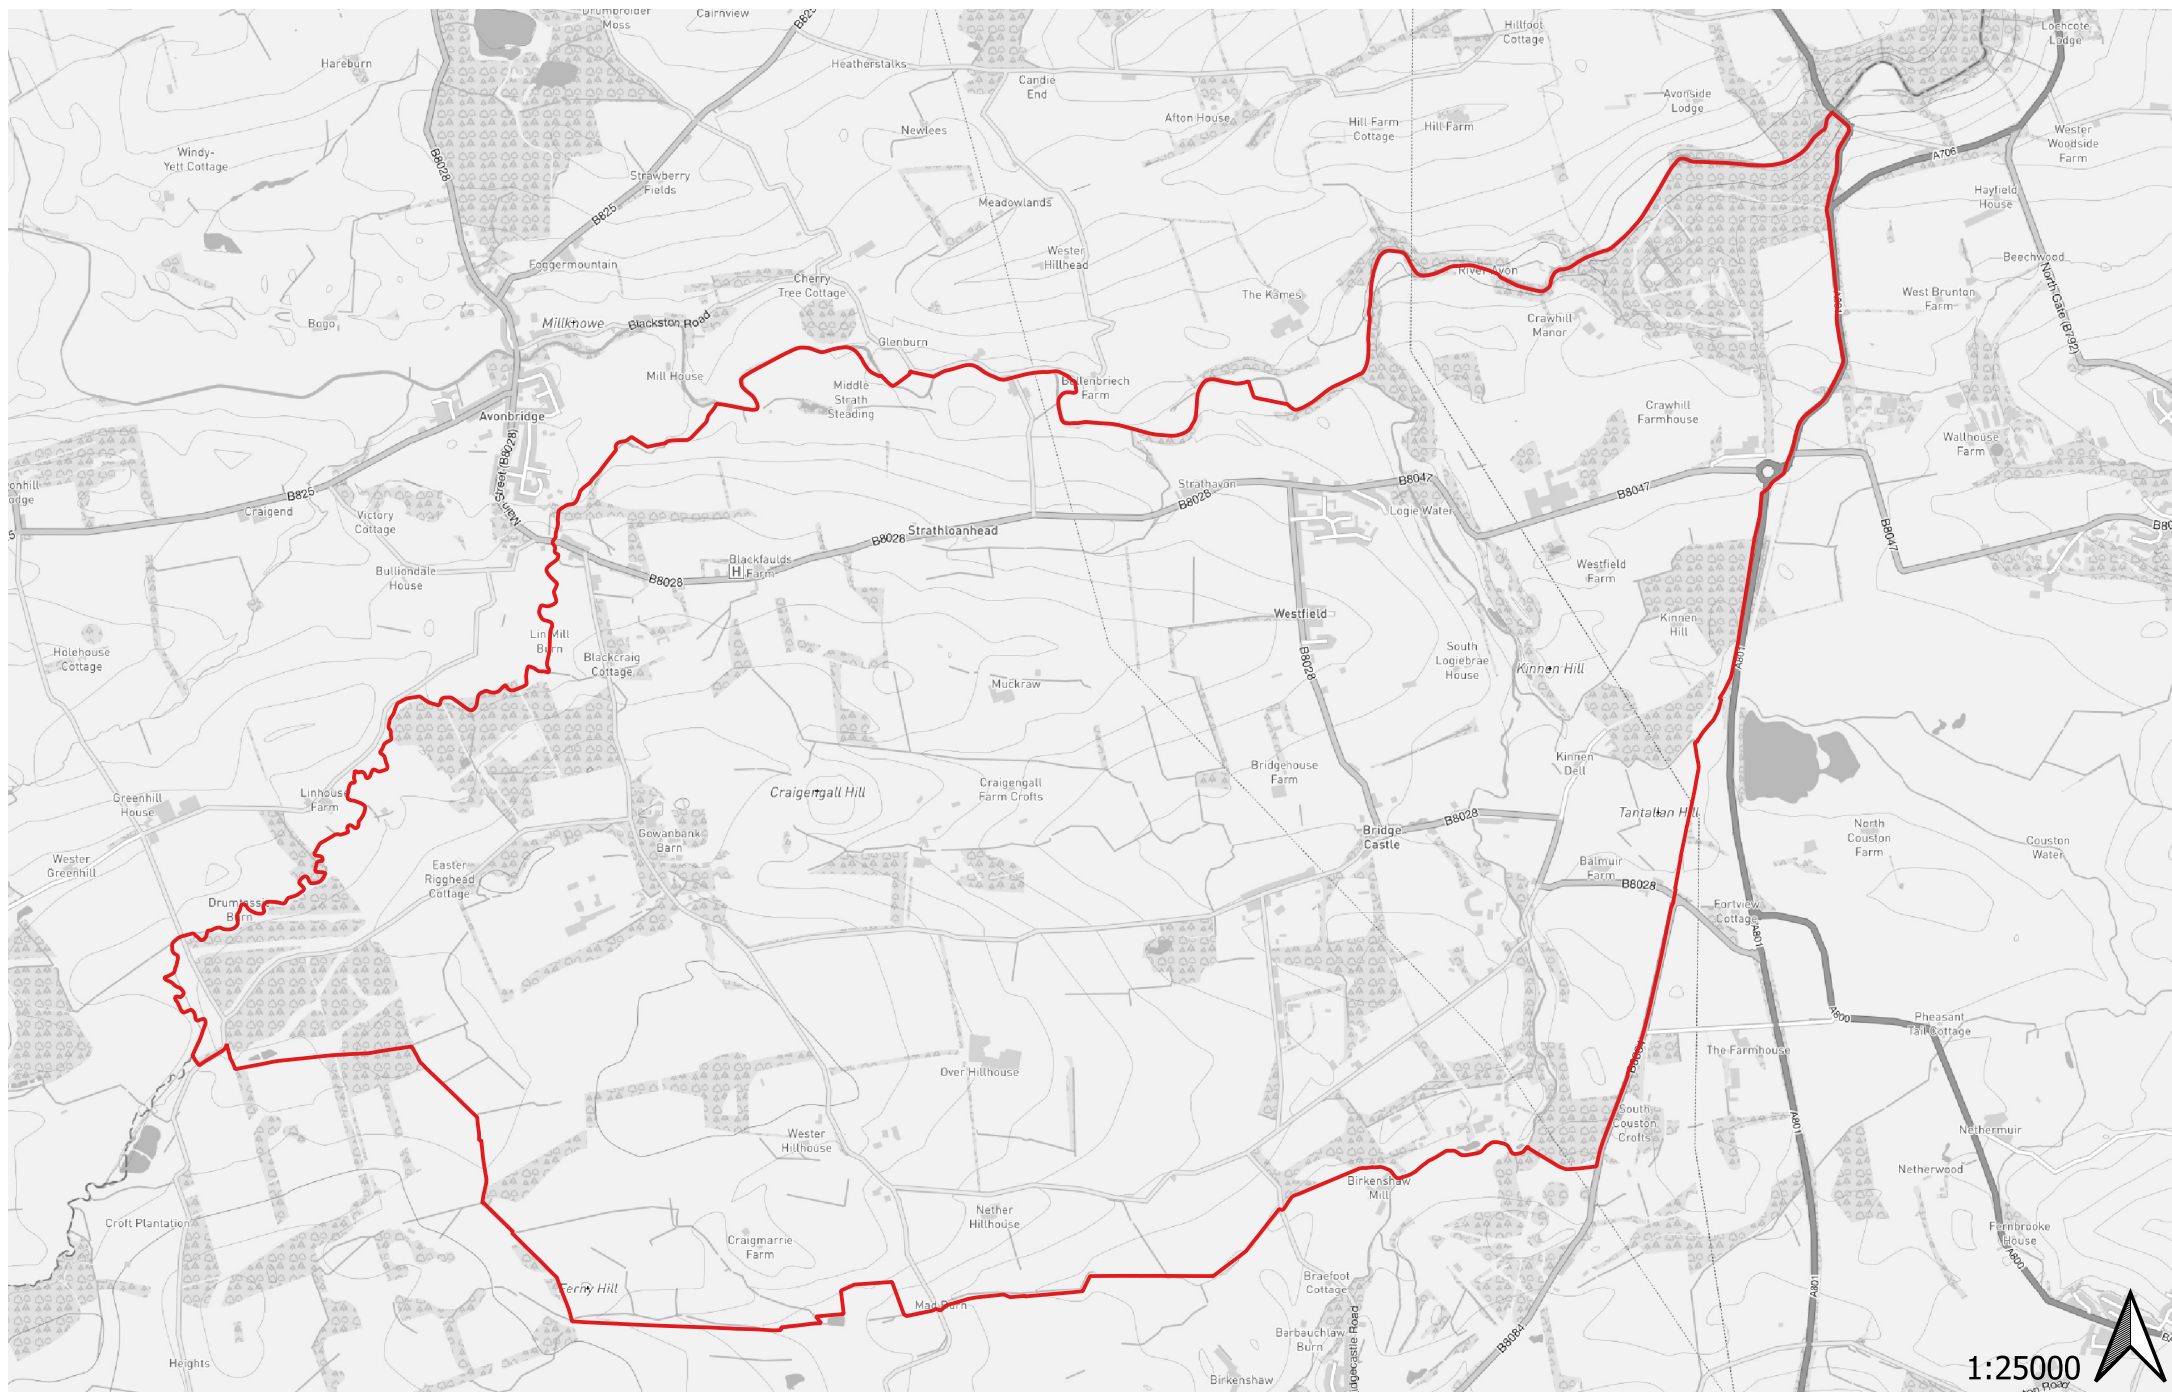 Drumbroider
Moss
Cairnview
B825
Hillfoot
Cottage
Lochcote
Lodge
Hareburn
Heatherstalks
Candie
End
Avonside
Lodge
Afton House
Hill Farm
Cottage
Hill Farm
Newlees
Wester
Woodside
Farm
A706
Windy-
Yett Cottage
B8028
Strawberry
Fields
B825
Meadowlands
Hayfield
House
Wester
Hillhead
Foggermountain
Cherry
Tree Cottage
River Avon
Beechwood
North Gate (B792)
The Kames
A801
West Brunton
Farm
Bogo
Millknowe
Blackston Road
Crawhill
Manor
Glenburn
Mill House
Middle
Strath
Steading
Bullenbriech
Farm
Avonbridge
Crawhill
Farmhouse
Wallhouse
Farm
Main Street (B8028)
B825
Craigend
Victory
Cottage
Strathavon
B8028
B8047
B8047
Logie Water
B8047
Strathloanhead
B8028
Blackfaulds
H Farm
B8028
Bulliondale
House
Westfield
Farm
Westfield
Kinnen
Hill
Holehouse
Cottage
Lin Mill
Burn
Blackcraig
Cottage
B8028
South
Logiebrae
House
Kinnen Hill
A801
Muckraw
Kinnen
Dell
Bridgehouse
Farm
Greenhill
House
Linhouse
Farm
Craigengall Hill
Craigengall
Farm Crofts
Tantallan Hill
B8028
Bridge
Castle
Gowanbank
Barn
North
Couston
Farm
Couston
Water
Wester
Greenhill
Easter
Rigghead
Cottage
Balmuir
Farm
B8028
Drumtassie
Burn
Fortview
Cottage
A801
A800
Pheasant
Tail Cottage
The Farmhouse
B8084
Over Hillhouse
South
Couston
Crofts
A801
Nethermuir
Wester
Hillhouse
Netherwood
Birkenshaw
Mill
Croft Plantation
Nether
Hillhouse
Craigmarrie
Farm
Fernbrooke
House
A800
Ferny Hill
Braefoot
Cottage
A801
Mad Burn
Barbauchlaw
Burn
B8084
Heights
Birkenshaw
1:25000